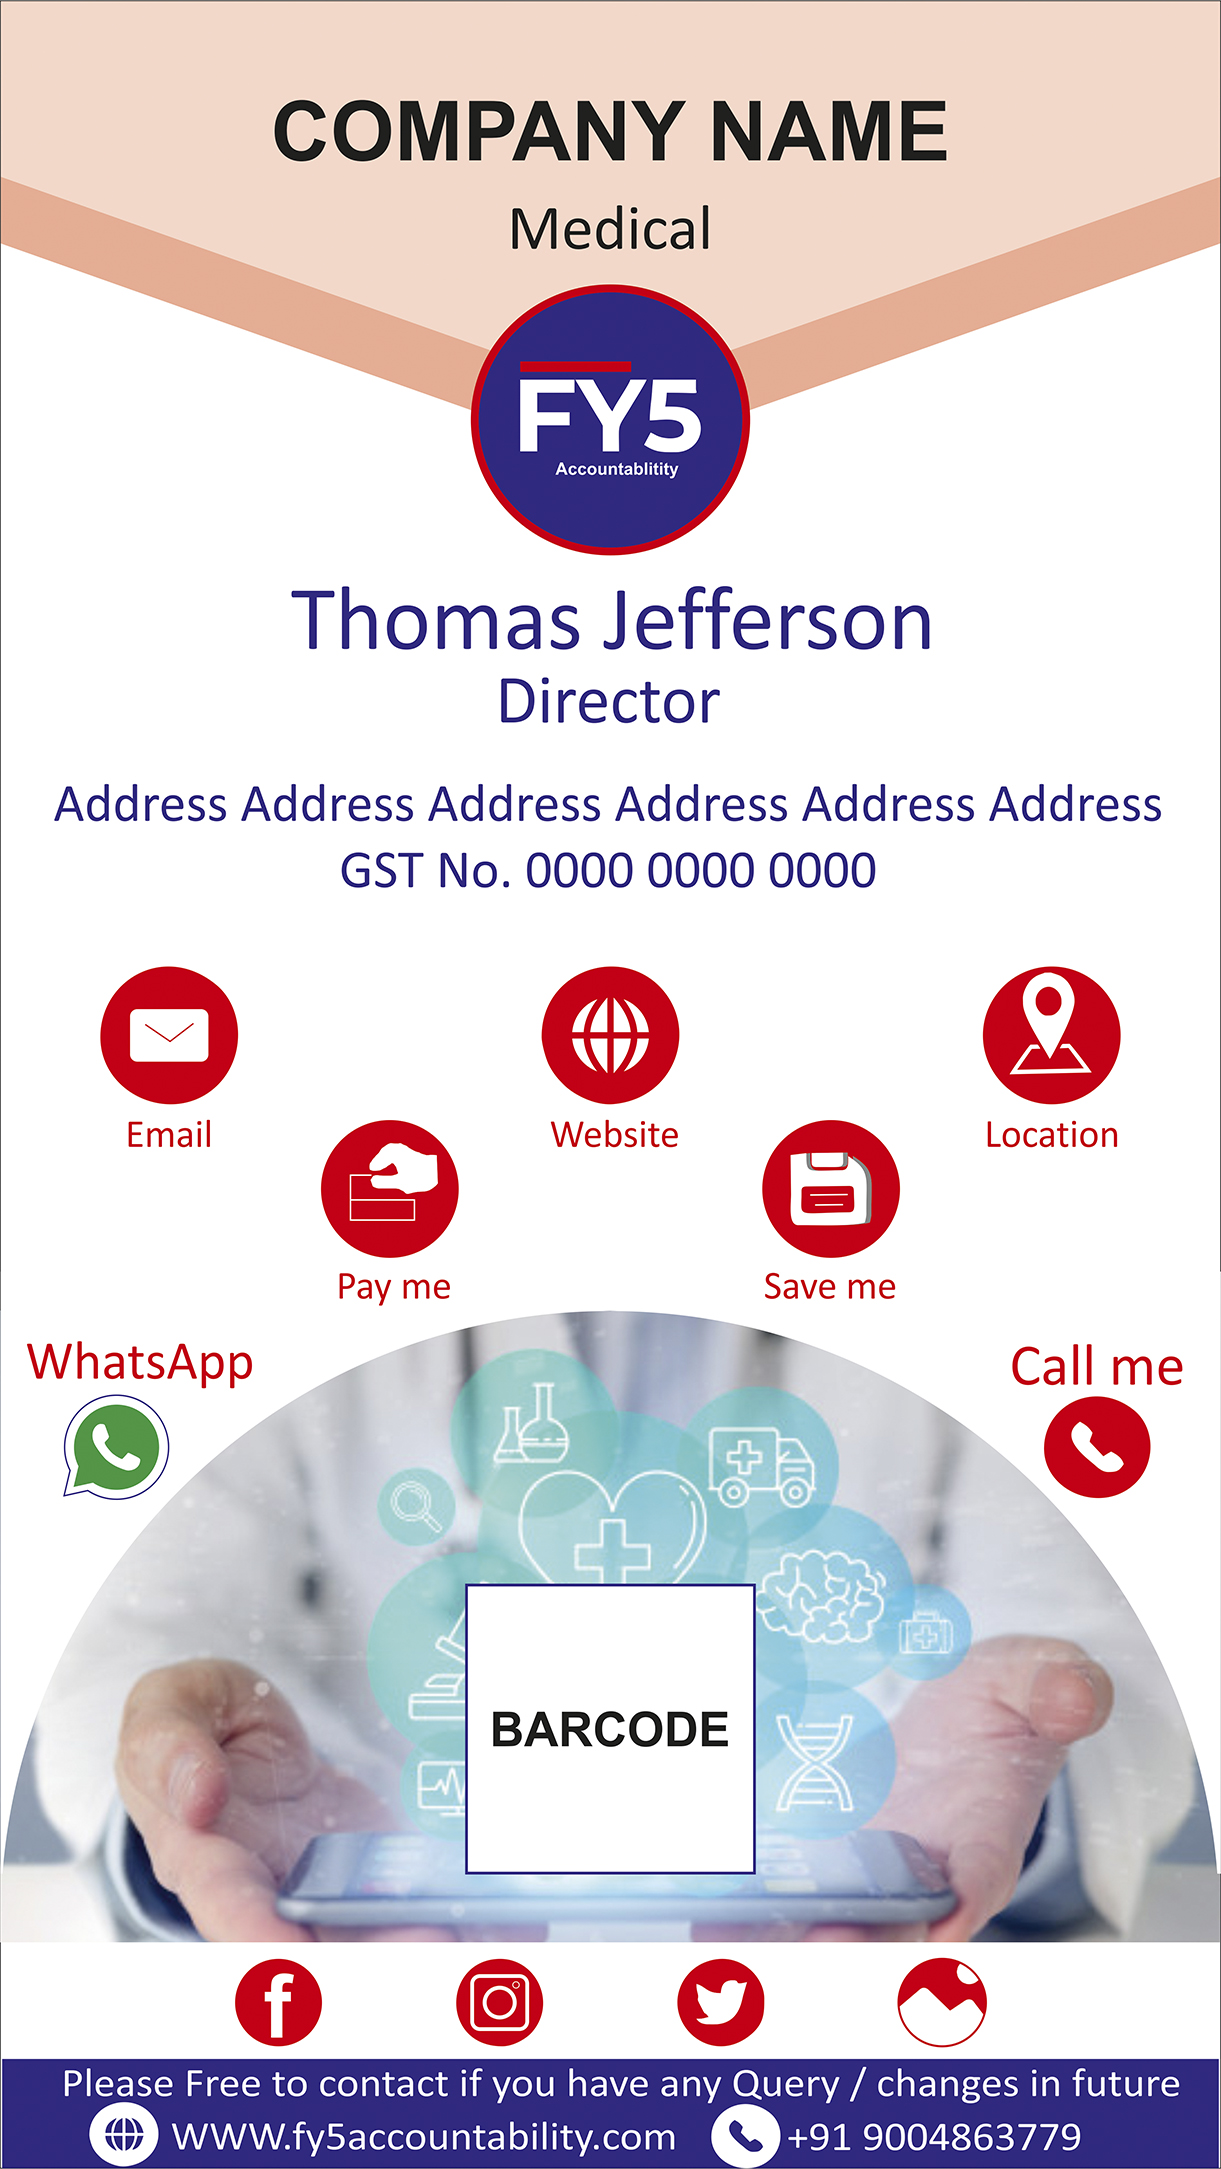 COMPANY NAME
Medical
FY5
Accountablitity
Thomas Jefferson
Director
Address Address Address Address Address Address
GST No. 0000 0000 0000
Email
Website
Location
Pay me
Save me
WhatsApp
Call me
BARCODE
Please Free to contact if you have any Query / changes in future
WWW.fy5accountability.com +91 9004863779